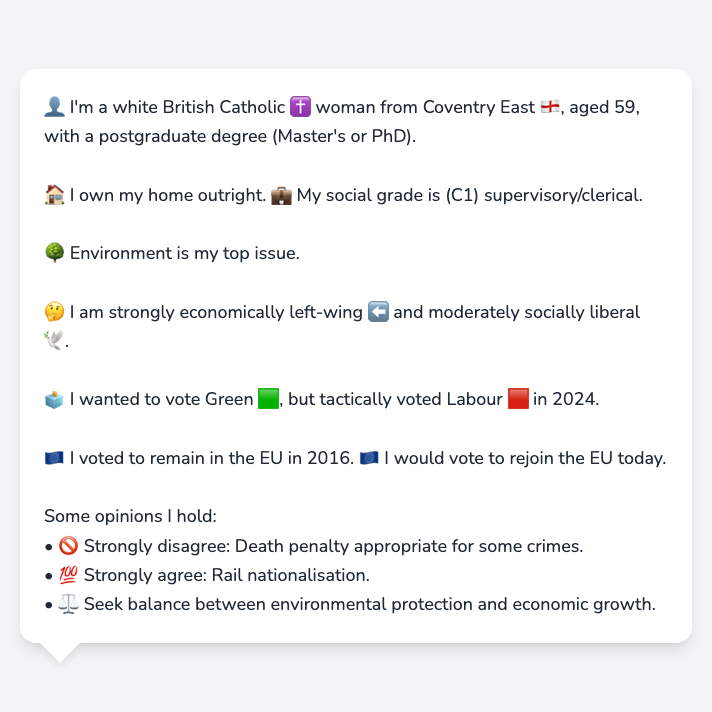 👤 I'm a white British Catholic ✝️ woman from Coventry East 🏴󠁧󠁢󠁥󠁮󠁧󠁿, aged 59,
with a postgraduate degree (Master's or PhD).
🏠 I own my home outright. 💼 My social grade is (C1) supervisory/clerical.
🌳 Environment is my top issue.
🤔 I am strongly economically left-wing ⬅️ and moderately socially liberal
🕊️.
🗳️ I wanted to vote Green 🟩, but tactically voted Labour 🟥 in 2024.
🇪🇺 I voted to remain in the EU in 2016. 🇪🇺 I would vote to rejoin the EU today.
Some opinions I hold:
• 🚫 Strongly disagree: Death penalty appropriate for some crimes.
• 💯 Strongly agree: Rail nationalisation.
• ⚖️ Seek balance between environmental protection and economic growth.